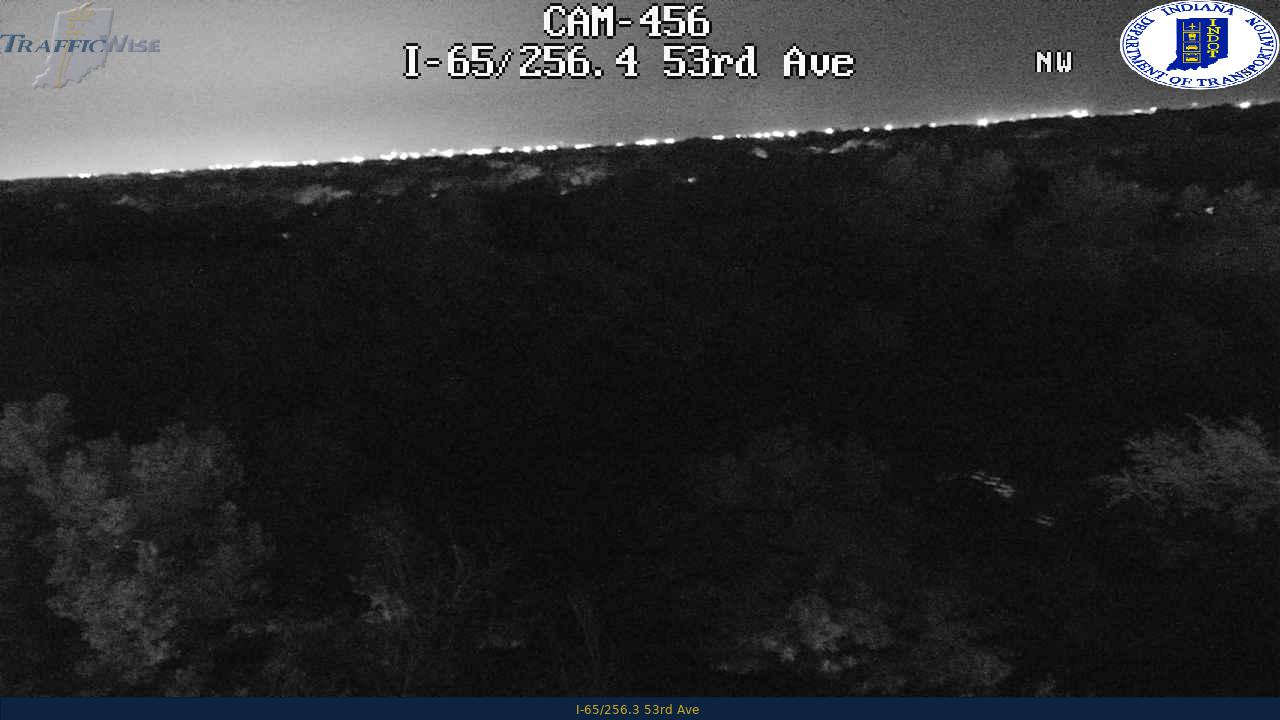 TRAFFICWISE
CAM-456
I-65/256.4 53rd Ave
NW
INDIANA
DEPARTMENT OF TRANSPORTATION
INDOT
I-65/256.3 53rd Ave